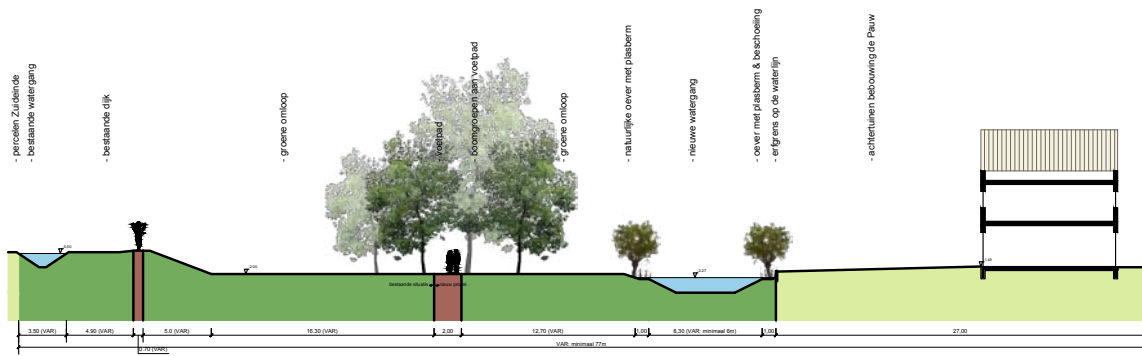 - percelen Zuideinde
- bestaande watergang
- bestaande dijk
- groene omloop
- voetpad
- boomgroepen aan voetpad
- groene omloop
- natuurlijke oever met plasberm
- nieuwe watergang
- oever met plasberm & beschoeiing
- erfgrens op de waterlijn
- achtertuinen bebouwing de Pauw
bestaande situatie
nieuw profiel
3.50 (VAR)
4.90 (VAR)
5.0 (VAR)
16.30 (VAR)
2,00
12,70 (VAR)
1,00
8,30 (VAR: minimaal 6m)
1,00
27,00
0.70 (VAR)
VAR: minimaal 77m